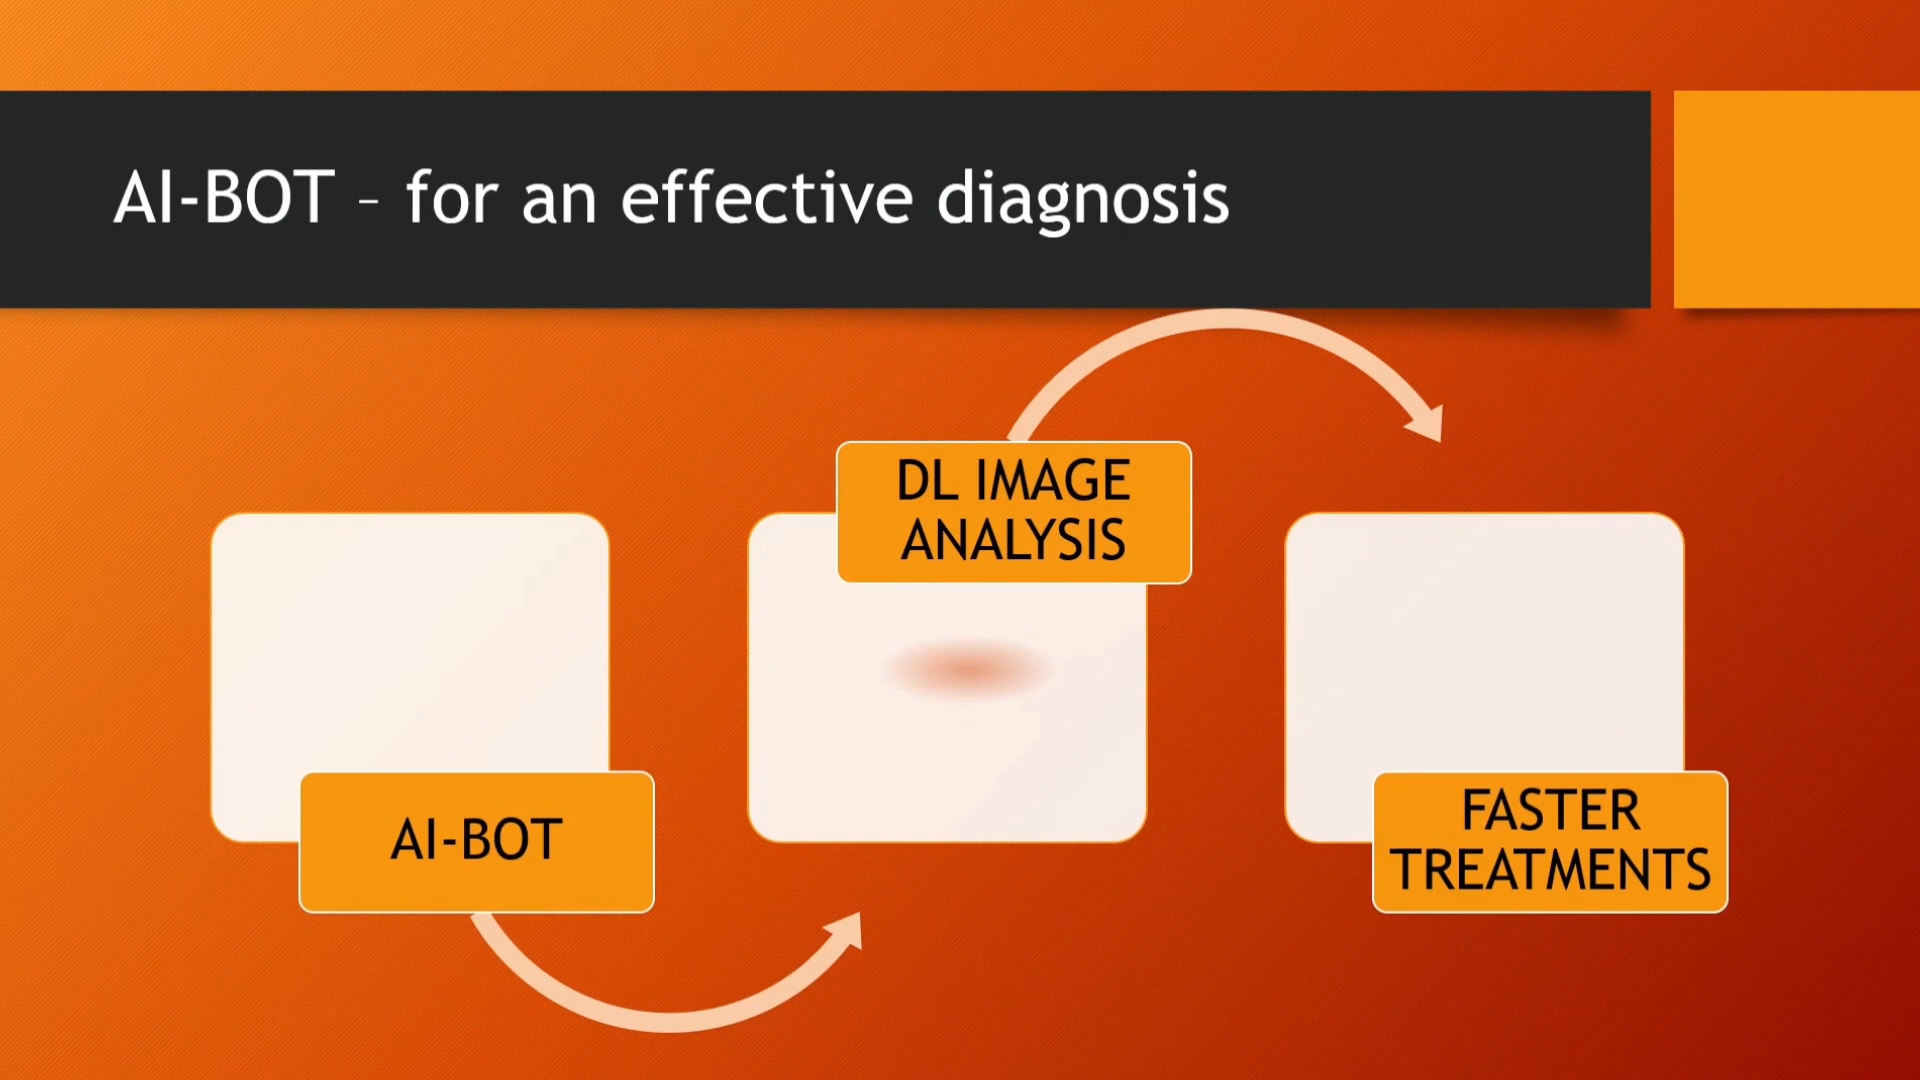 AI-BOT – for an effective diagnosis
DL IMAGE
ANALYSIS
AI-BOT
FASTER
TREATMENTS